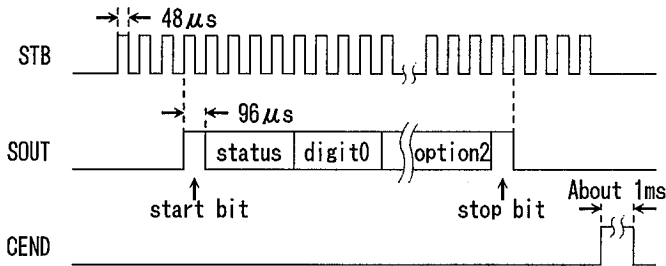 48μs
STB
96μs
SOUT
status
digit0
option2
start bit
stop bit
About 1ms
CEND